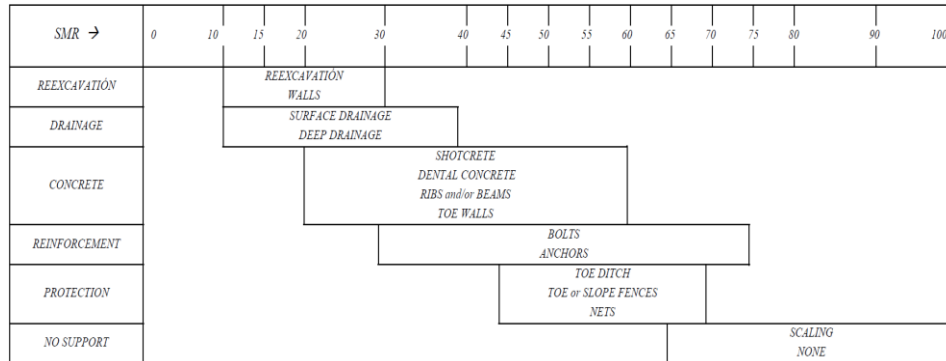 SMR → 0 10 15 20 30 40 45 50 60 65 70 75 90 100
REEXCAVATIÓN
REEXCAVATIÓN
WALLS
DRAINAGE
SURFACE DRAINAGE
DEEP DRAINAGE
CONCRETE
SHOTCRETE
DENTAL CONCRETE
RIBS and/or BEAMS
TOE WALLS
REINFORCEMENT
BOLTS
ANCHORS
PROTECTION
TOE DITCH
TOE or SLOPE FENCES
NETS
NO SUPPORT
SCALING
NONE